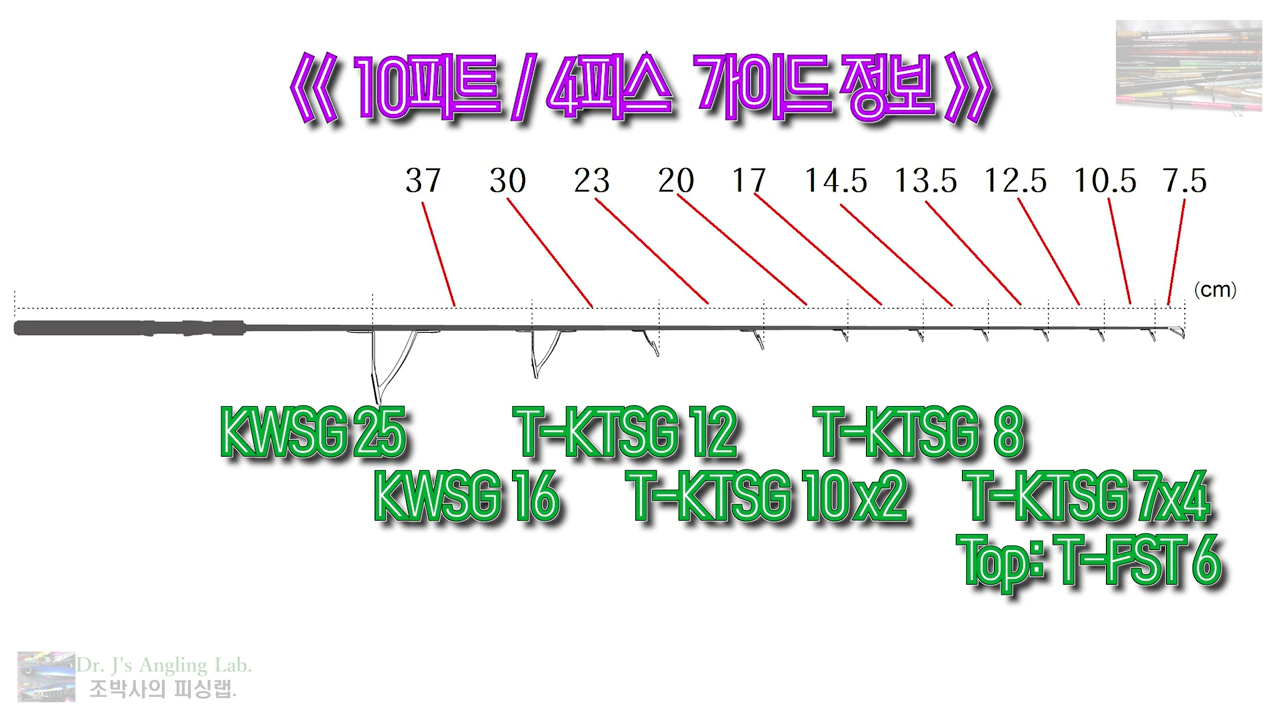 《 10피트 / 4피스 가이드 정보 》
37 30 23 20 17 14.5 13.5 12.5 10.5 7.5
(cm)
KWSG 25 T-KTSG 12 T-KTSG 8
KWSG 16 T-KTSG 10 x2 T-KTSG 7x4
Top: T-FST 6
Dr. J's Angling Lab.
조박사의 피싱랩.